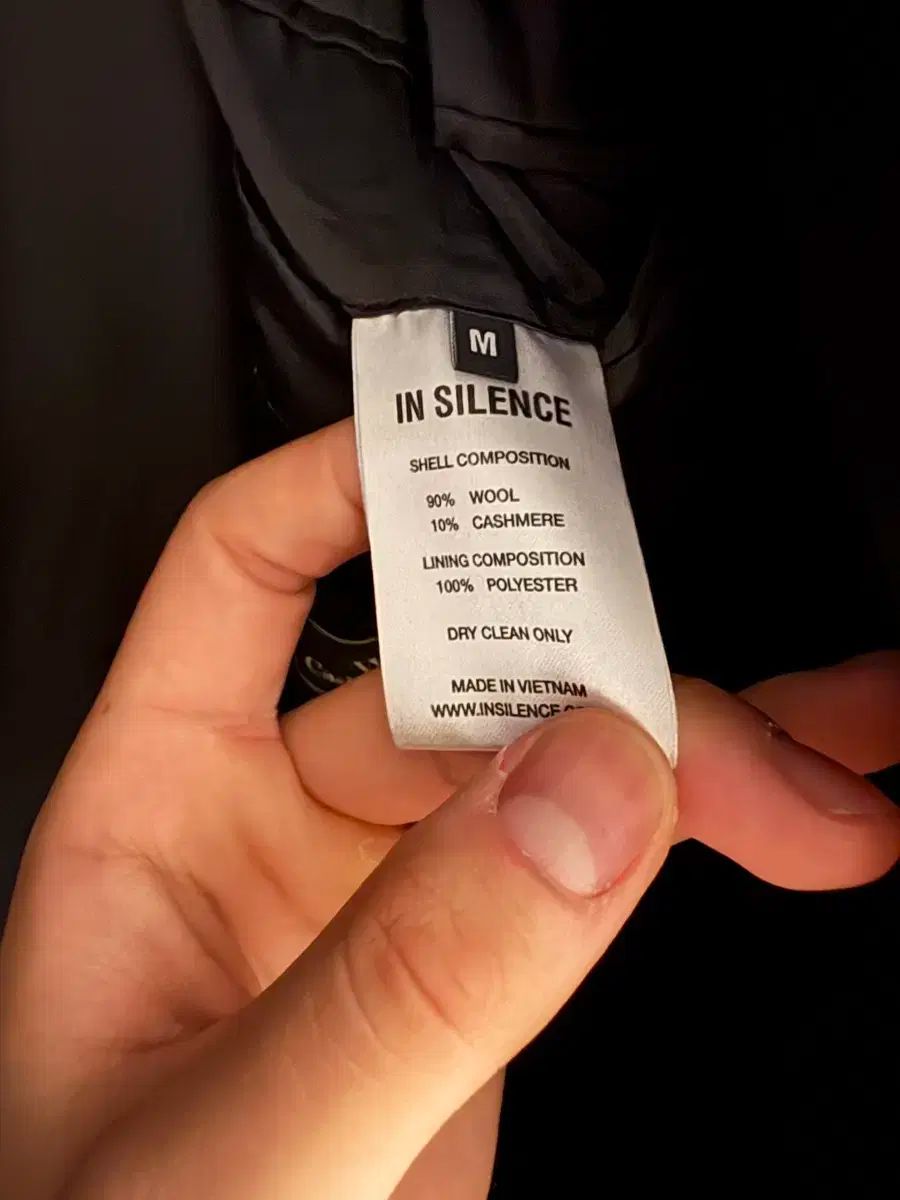 M
IN SILENCE
SHELL COMPOSITION
90% WOOL
10% CASHMERE
LINING COMPOSITION
100% POLYESTER
DRY CLEAN ONLY
MADE IN VIETNAM